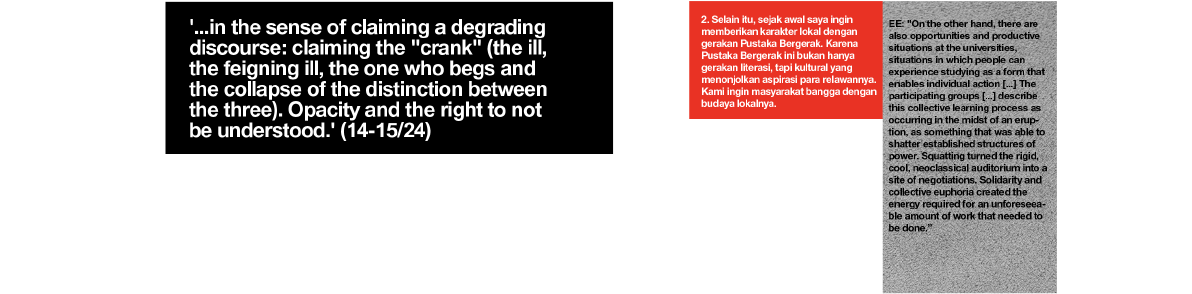 '...in the sense of claiming a degrading
discourse: claiming the "crank" (the ill,
the feigning ill, the one who begs and
the collapse of the distinction between
the three). Opacity and the right to not
be understood.' (14-15/24)
2. Selain itu, sejak awal saya ingin
memberikan karakter lokal dengan
gerakan Pustaka Bergerak. Karena
Pustaka Bergerak ini bukan hanya
gerakan literasi, tapi kultural yang
menonjolkan aspirasi para relawannya.
Kami ingin masyarakat bangga dengan
budaya lokalnya.
EE: "On the other hand, there are
also opportunities and productive
situations at the universities,
situations in which people can
experience studying as a form that
enables individual action [...] The
participating groups [...] describe
this collective learning process as
occurring in the midst of an erup-
tion, as something that was able to
shatter established structures of
power. Squatting turned the rigid,
cool, neoclassical auditorium into a
site of negotiations. Solidarity and
collective euphoria created the
energy required for an unforeseea-
ble amount of work that needed to
be done."